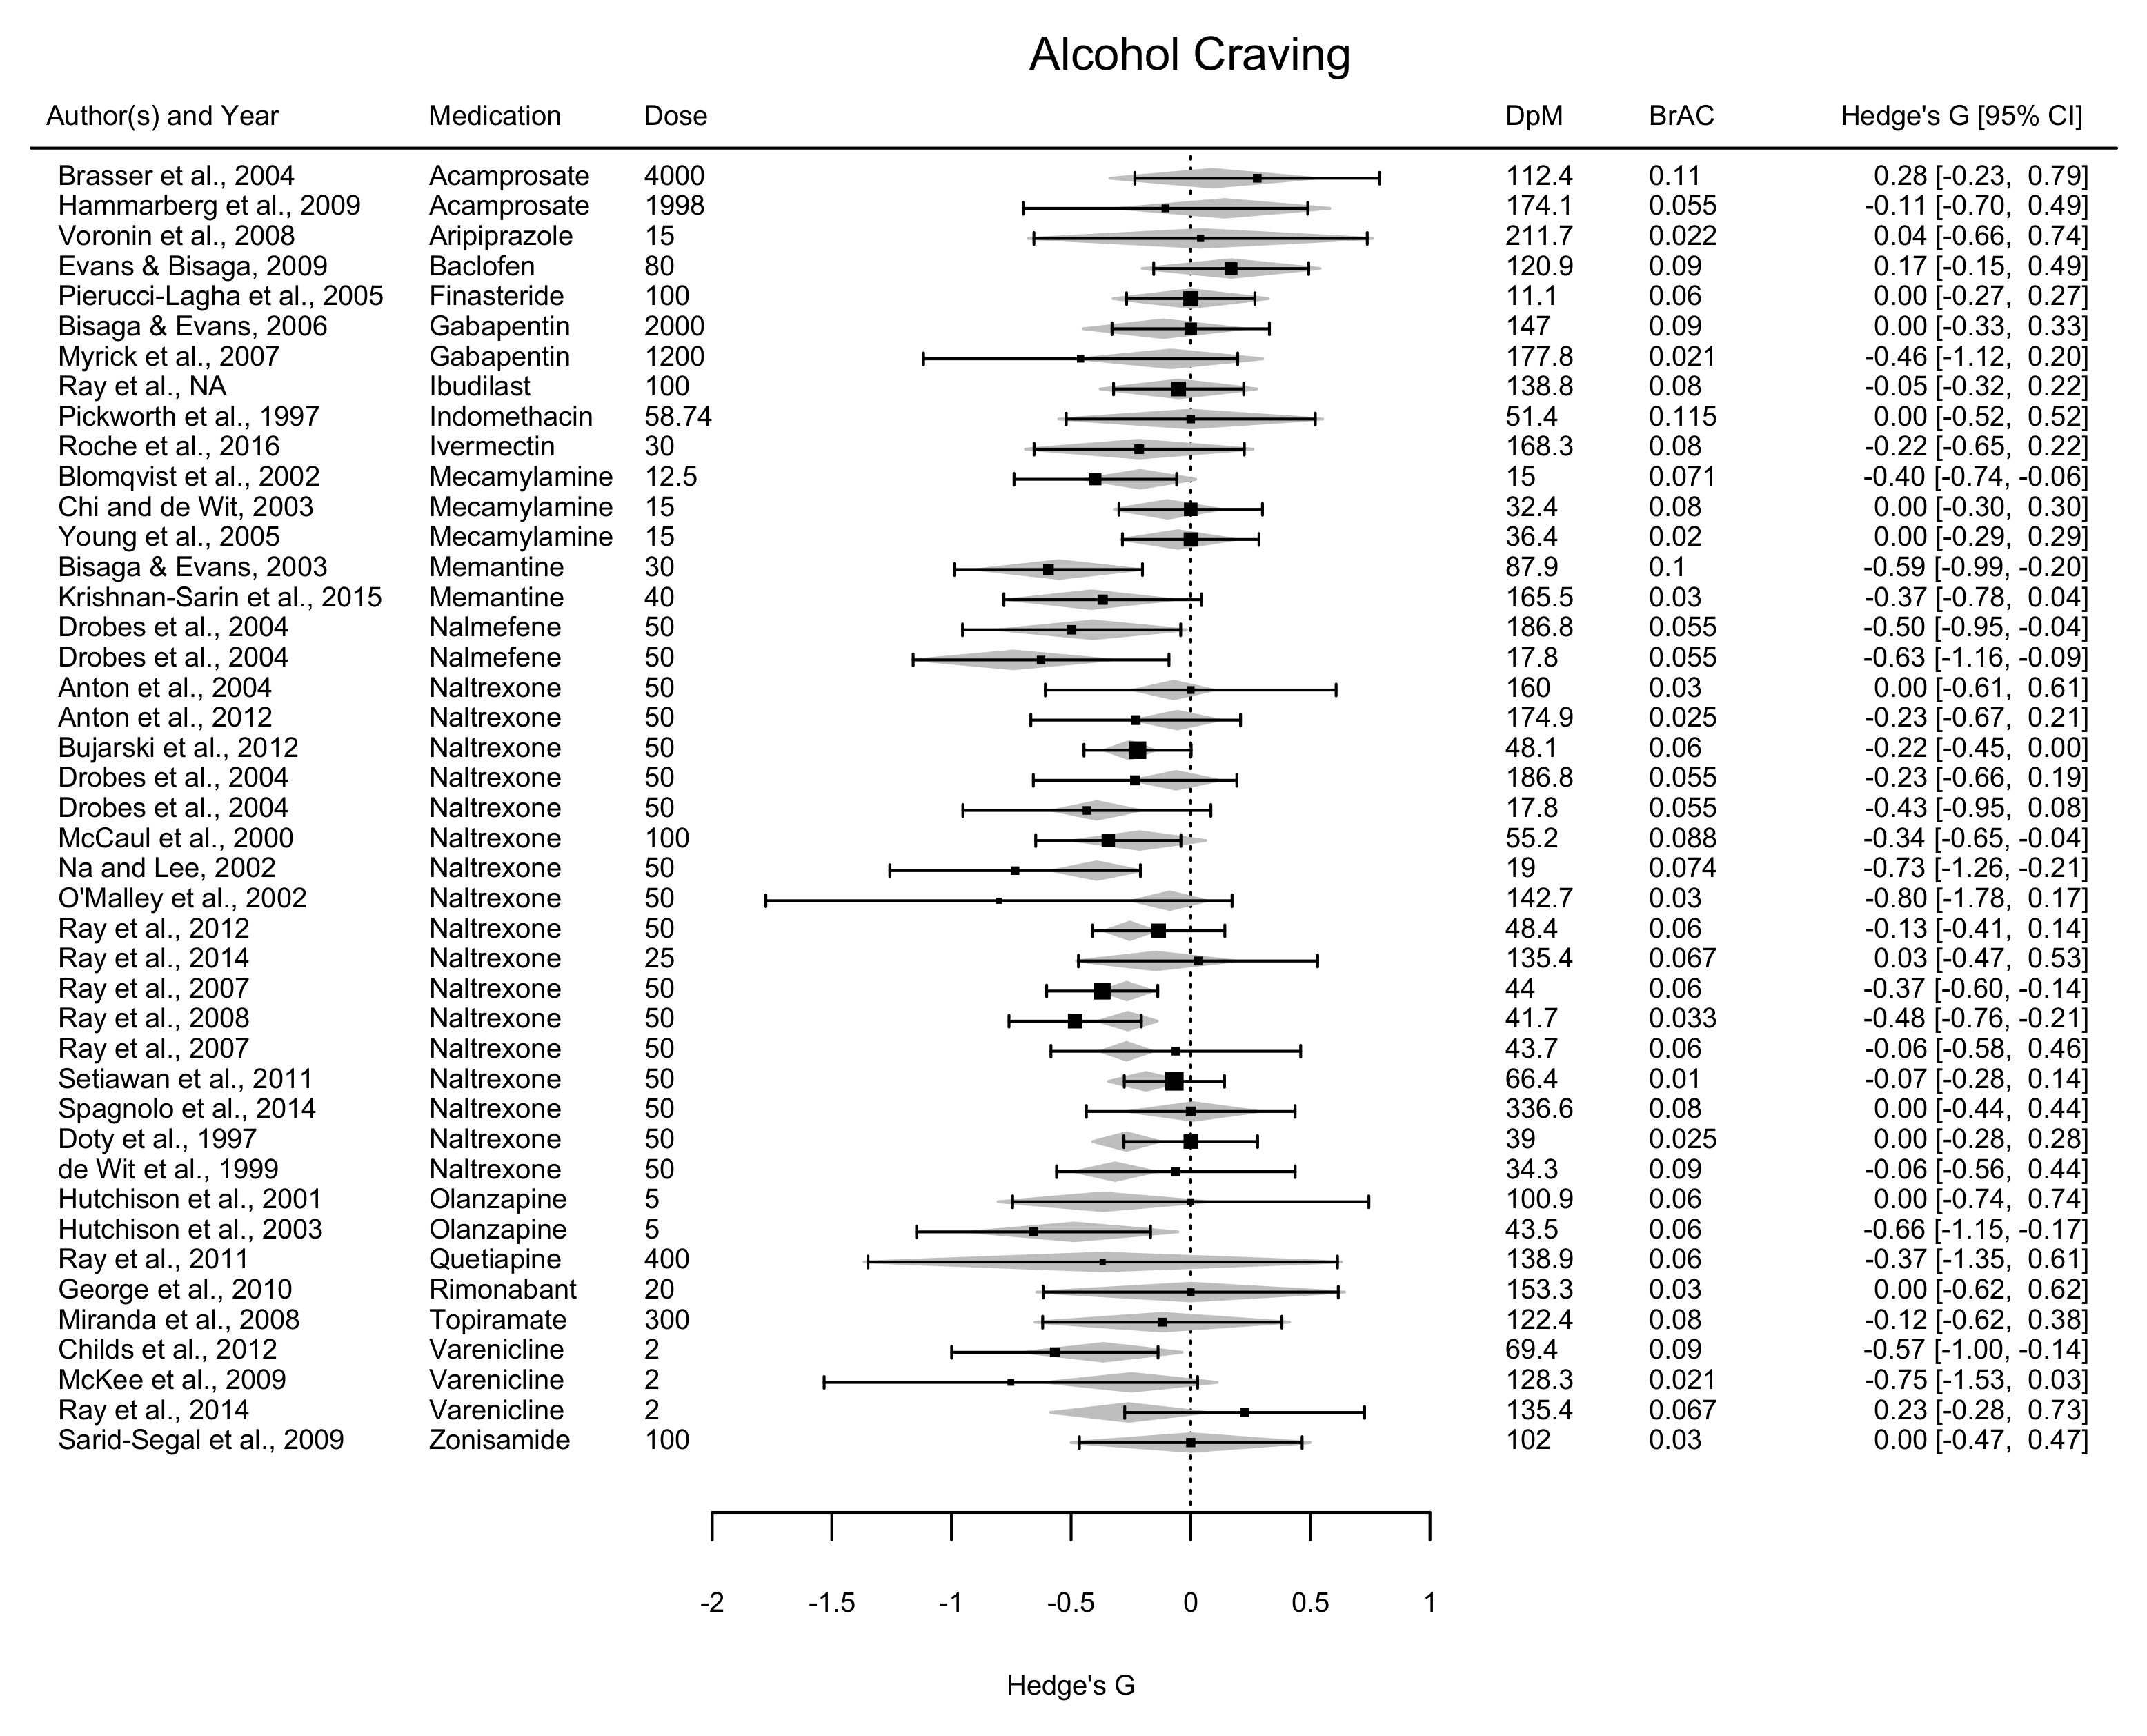 Alcohol Craving
Author(s) and Year Medication Dose DpM BrAC Hedge's G [95% CI]
Brasser et al., 2004 Acamprosate 4000 112.4 0.11 0.28 [-0.23, 0.79]
Hammarberg et al., 2009 Acamprosate 1998 174.1 0.055 -0.11 [-0.70, 0.49]
Voronin et al., 2008 Aripiprazole 15 211.7 0.022 0.04 [-0.66, 0.74]
Evans & Bisaga, 2009 Baclofen 80 120.9 0.09 0.17 [-0.15, 0.49]
Pierucci-Lagha et al., 2005 Finasteride 100 11.1 0.06 0.00 [-0.27, 0.27]
Bisaga & Evans, 2006 Gabapentin 2000 147 0.09 0.00 [-0.33, 0.33]
Myrick et al., 2007 Gabapentin 1200 177.8 0.021 -0.46 [-1.12, 0.20]
Ray et al., NA Ibudilast 100 138.8 0.08 -0.05 [-0.32, 0.22]
Pickworth et al., 1997 Indomethacin 58.74 51.4 0.115 0.00 [-0.52, 0.52]
Roche et al., 2016 Ivermectin 30 168.3 0.08 -0.22 [-0.65, 0.22]
Blomqvist et al., 2002 Mecamylamine 12.5 15 0.071 -0.40 [-0.74, -0.06]
Chi and de Wit, 2003 Mecamylamine 15 32.4 0.08 0.00 [-0.30, 0.30]
Young et al., 2005 Mecamylamine 15 36.4 0.02 0.00 [-0.29, 0.29]
Bisaga & Evans, 2003 Memantine 30 87.9 0.1 -0.59 [-0.99, -0.20]
Krishnan-Sarin et al., 2015 Memantine 40 165.5 0.03 -0.37 [-0.78, 0.04]
Drobes et al., 2004 Nalmefene 50 186.8 0.055 -0.50 [-0.95, -0.04]
Drobes et al., 2004 Nalmefene 50 17.8 0.055 -0.63 [-1.16, -0.09]
Anton et al., 2004 Naltrexone 50 160 0.03 0.00 [-0.61, 0.61]
Anton et al., 2012 Naltrexone 50 174.9 0.025 -0.23 [-0.67, 0.21]
Bujarski et al., 2012 Naltrexone 50 48.1 0.06 -0.22 [-0.45, 0.00]
Drobes et al., 2004 Naltrexone 50 186.8 0.055 -0.23 [-0.66, 0.19]
Drobes et al., 2004 Naltrexone 50 17.8 0.055 -0.43 [-0.95, 0.08]
McCaul et al., 2000 Naltrexone 100 55.2 0.088 -0.34 [-0.65, -0.04]
Na and Lee, 2002 Naltrexone 50 19 0.074 -0.73 [-1.26, -0.21]
O'Malley et al., 2002 Naltrexone 50 142.7 0.03 -0.80 [-1.78, 0.17]
Ray et al., 2012 Naltrexone 50 48.4 0.06 -0.13 [-0.41, 0.14]
Ray et al., 2014 Naltrexone 25 135.4 0.067 0.03 [-0.47, 0.53]
Ray et al., 2007 Naltrexone 50 44 0.06 -0.37 [-0.60, -0.14]
Ray et al., 2008 Naltrexone 50 41.7 0.033 -0.48 [-0.76, -0.21]
Ray et al., 2007 Naltrexone 50 43.7 0.06 -0.06 [-0.58, 0.46]
Setiawan et al., 2011 Naltrexone 50 66.4 0.01 -0.07 [-0.28, 0.14]
Spagnolo et al., 2014 Naltrexone 50 336.6 0.08 0.00 [-0.44, 0.44]
Doty et al., 1997 Naltrexone 50 39 0.025 0.00 [-0.28, 0.28]
de Wit et al., 1999 Naltrexone 50 34.3 0.09 -0.06 [-0.56, 0.44]
Hutchison et al., 2001 Olanzapine 5 100.9 0.06 0.00 [-0.74, 0.74]
Hutchison et al., 2003 Olanzapine 5 43.5 0.06 -0.66 [-1.15, -0.17]
Ray et al., 2011 Quetiapine 400 138.9 0.06 -0.37 [-1.35, 0.61]
George et al., 2010 Rimonabant 20 153.3 0.03 0.00 [-0.62, 0.62]
Miranda et al., 2008 Topiramate 300 122.4 0.08 -0.12 [-0.62, 0.38]
Childs et al., 2012 Varenicline 2 69.4 0.09 -0.57 [-1.00, -0.14]
McKee et al., 2009 Varenicline 2 128.3 0.021 -0.75 [-1.53, 0.03]
Ray et al., 2014 Varenicline 2 135.4 0.067 0.23 [-0.28, 0.73]
Sarid-Segal et al., 2009 Zonisamide 100 102 0.03 0.00 [-0.47, 0.47]
-2 -1.5 -1 -0.5 0 0.5 1
Hedge's G